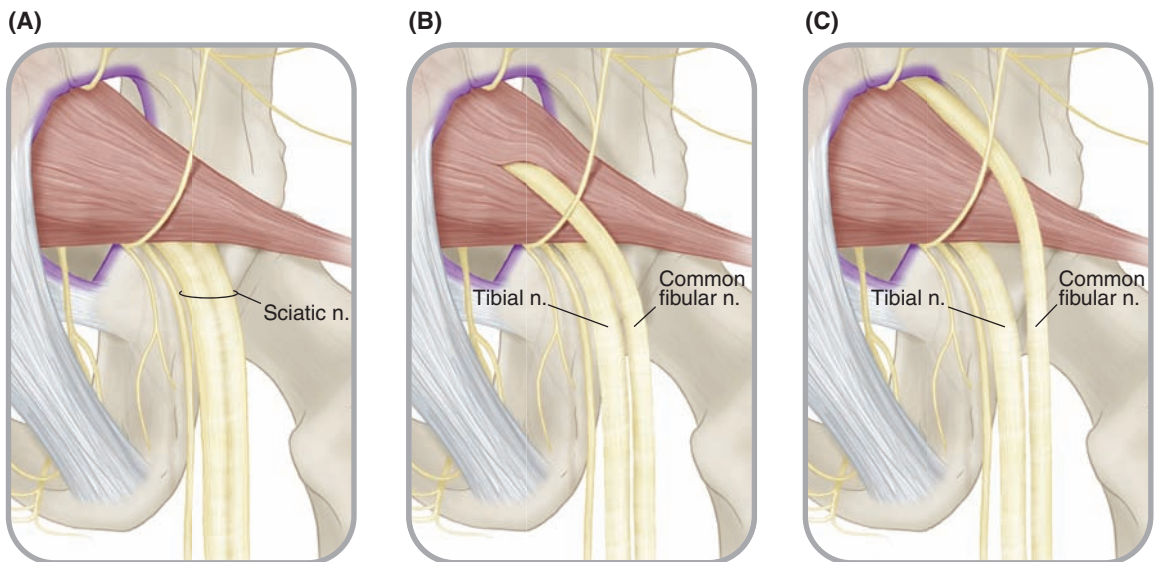 (A)
Sciatic n.
(B)
Tibial n.
Common
fibular n.
(C)
Tibial n.
Common
fibular n.